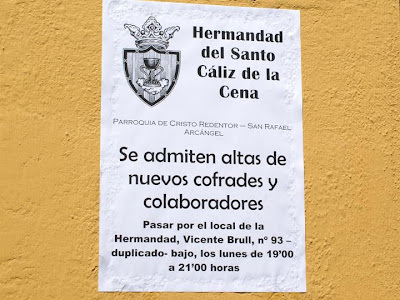 Hermandad
del Santo
Cáliz de la
Cena
PARROQUIA DE CRISTO REDENTOR – SAN RAFAEL
ARCÁNGEL
Se admiten altas de
nuevos cofrades y
colaboradores
Pasar por el local de la
Hermandad, Vicente Brull, nº 93 –
duplicado- bajo, los lunes de 19’00
a 21’00 horas